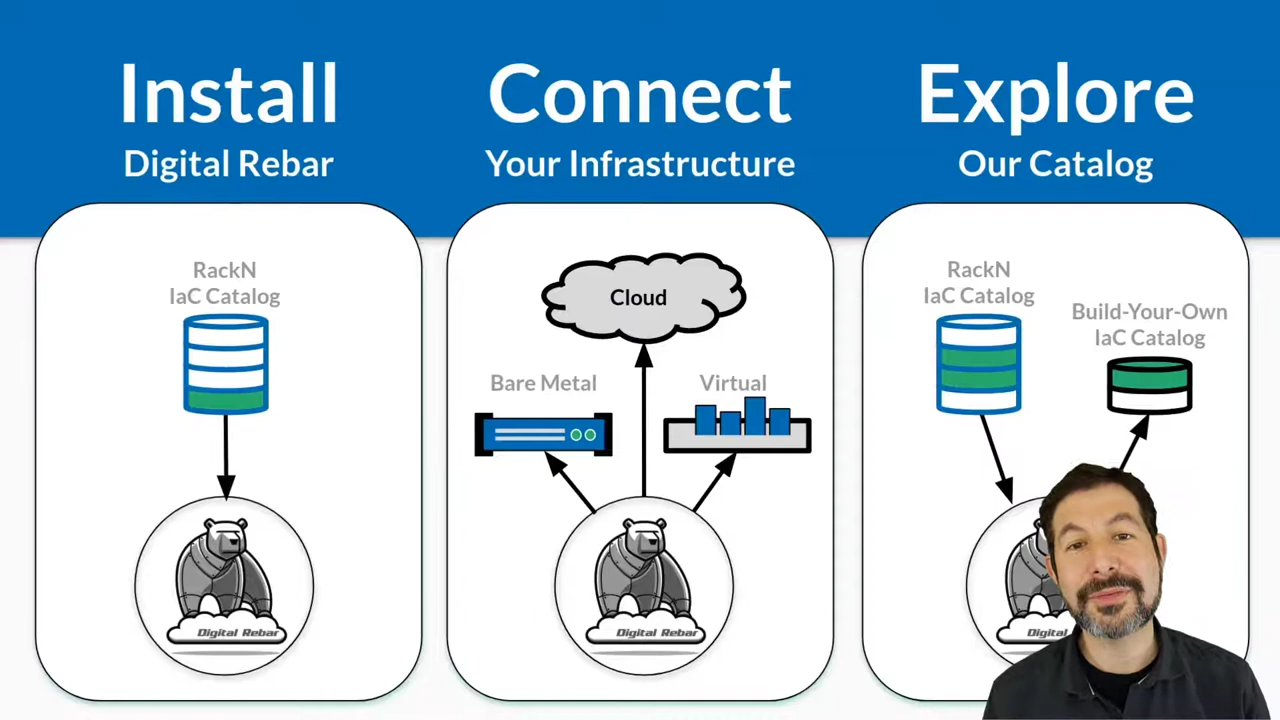 Install
Digital Rebar
RackN
IaC Catalog
Digital Rebar
Connect
Your Infrastructure
Cloud
Bare Metal
Virtual
Digital Rebar
Explore
Our Catalog
RackN
IaC Catalog
Build-Your-Own
IaC Catalog
Digital